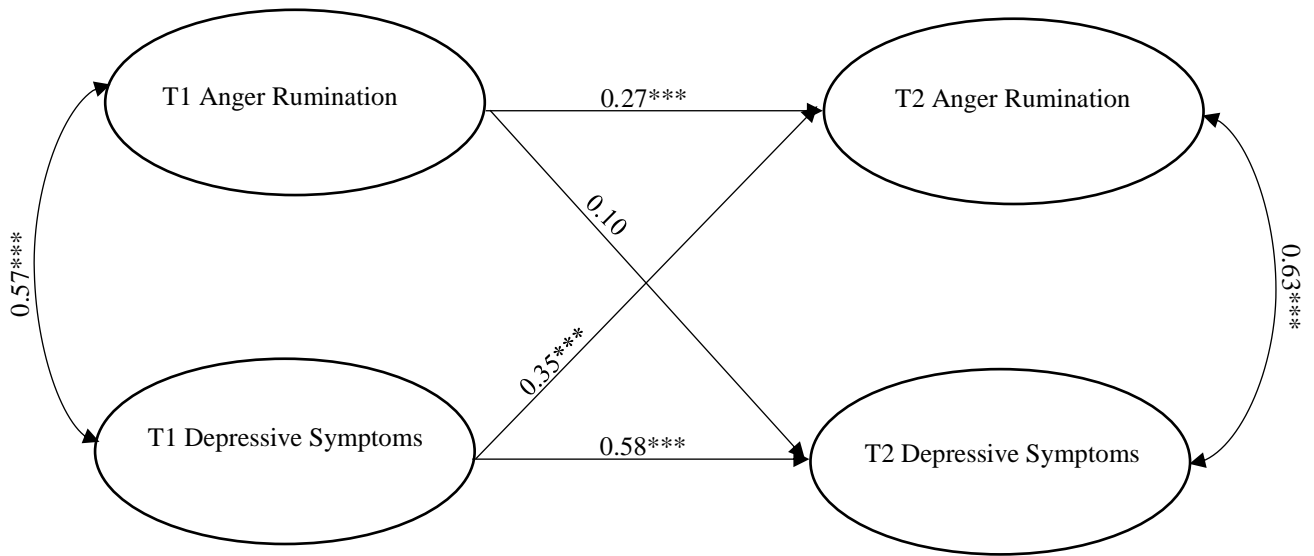 T1 Anger Rumination
0.27***
T2 Anger Rumination
0.10
0.57***
0.63***
0.35***
T1 Depressive Symptoms
0.58***
T2 Depressive Symptoms